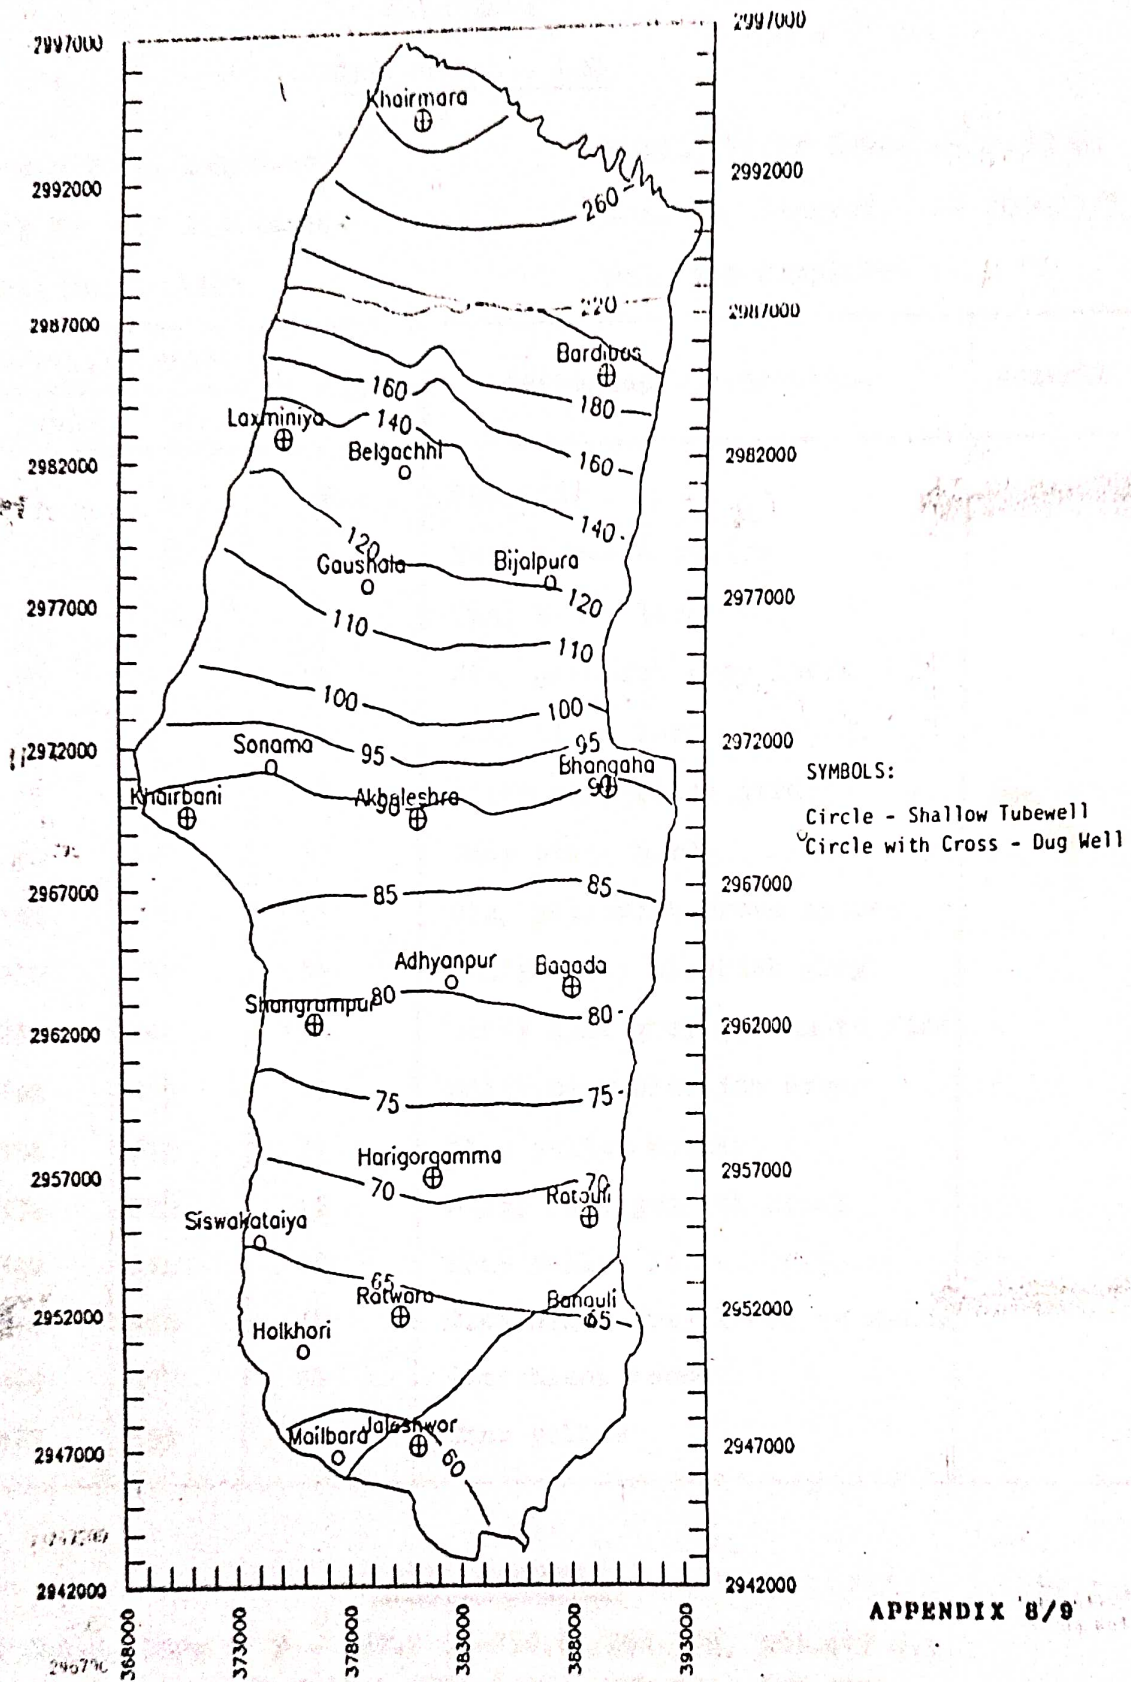 2997000
2997000
Khairmara
2992000
2992000
260
220
2987000
2987000
Bardibas
160
180
Laxminiya
140
Belgachhi
160
2982000
2982000
140
120
Gaushala
Bijalpura
120
2977000
2977000
110
110
100
100
95
2972000
2972000
Sonama
95
Bhangaha
90
SYMBOLS:
Khairbani
90
Akhaleshra
Circle - Shallow Tubewell
Circle with Cross - Dug Well
2967000
85
85
2967000
Adhyanpur
Bagada
80
Shangrampur
80
2962000
2962000
75
75
Harigorgamma
2957000
2957000
70
70
Ratauli
Siswakataiya
65
Ratwara
Banauli
65
2952000
2952000
Holkhori
Jaleshwor
Mailbara
2947000
2947000
60
2942000
2942000
368000
373000
378000
383000
388000
393000
APPENDIX 8/9